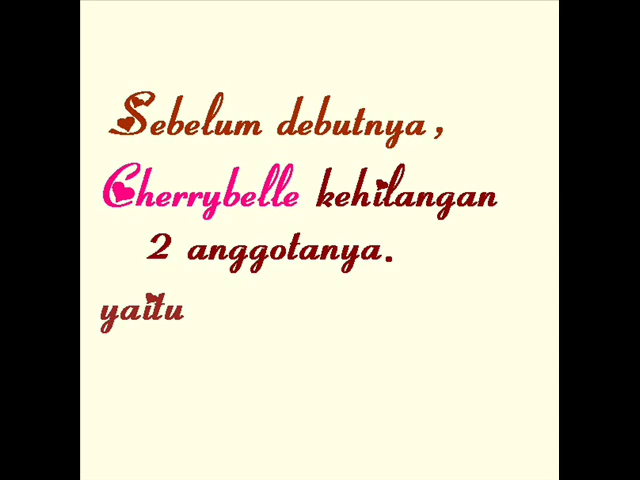 Sebelum debutnya,
Cherrybelle kehilangan
2 anggotanya.
yaitu